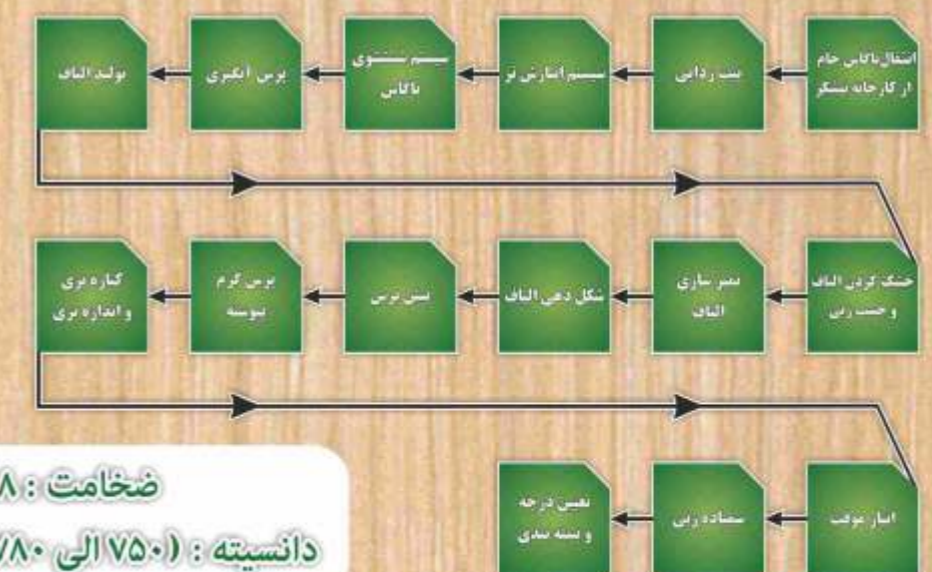 انتقال باگاس خام
از کارخانه نیشکر
مغز زدایی
سیستم انبارش تر
سیستم شستشوی
باگاس
پرس آبگیری
تولید الیاف
خشک کردن الیاف
و چسب زنی
تمیز سازی
الیاف
شکل دهی الیاف
پیش پرس
پرس گرم
پیوسته
کناره بری
و اندازه بری
انبار موقت
سمباده زنی
تعیین درجه
و بسته بندی
ضخامت : ۸
دانسیته : (۷۵۰ الی ۷۸۰